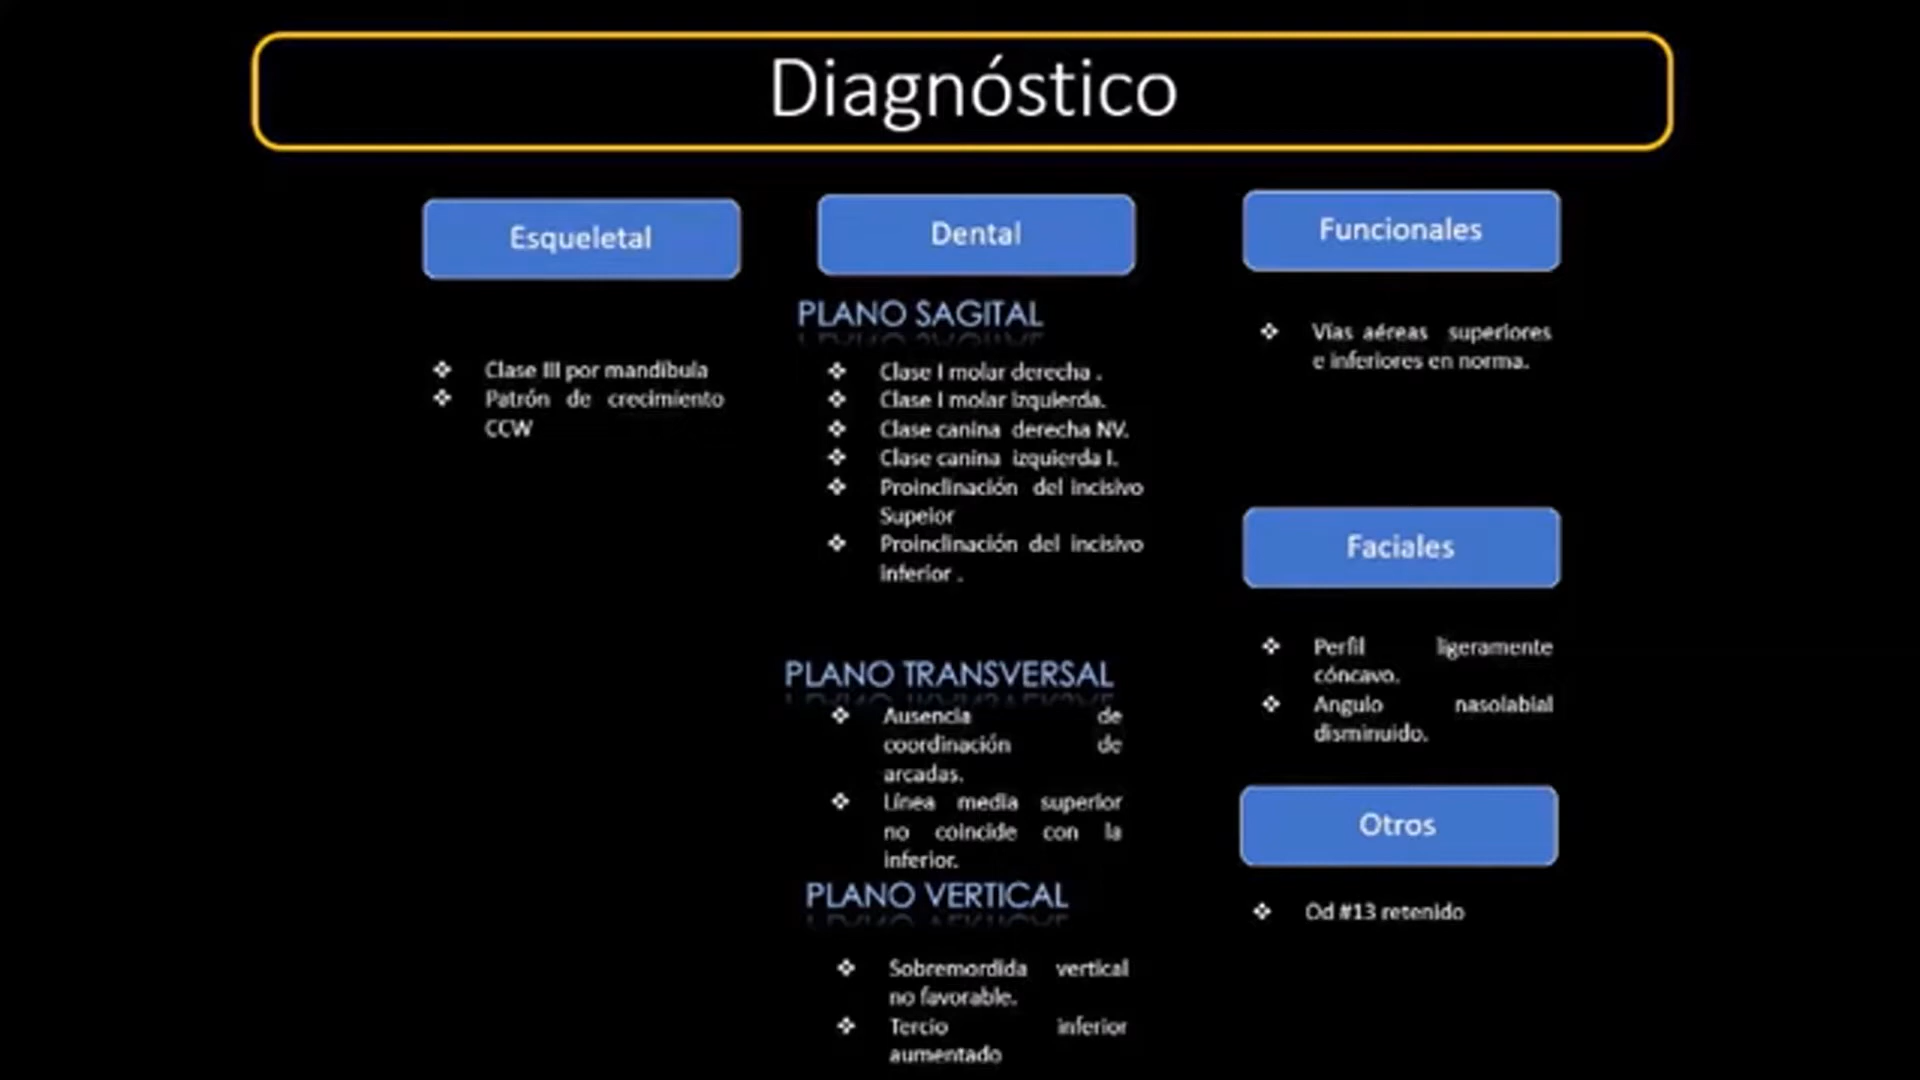 Diagnóstico
Esqueletal
Clase III por mandíbula
Patrón de crecimiento
CCW
Dental
PLANO SAGITAL
Clase I molar derecha .
Clase I molar izquierda.
Clase canina derecha NV.
Clase canina izquierda I.
Proinclinación del incisivo
Supeior
Proinclinación del incisivo
inferior .
PLANO TRANSVERSAL
Ausencia de
coordinación de
arcadas.
Línea media superior
no coincide con la
inferior.
PLANO VERTICAL
Sobremordida vertical
no favorable.
Tercio inferior
aumentado
Funcionales
Vías aéreas superiores
e inferiores en norma.
Faciales
Perfil ligeramente
cóncavo.
Angulo nasolabial
disminuido.
Otros
Od #13 retenido